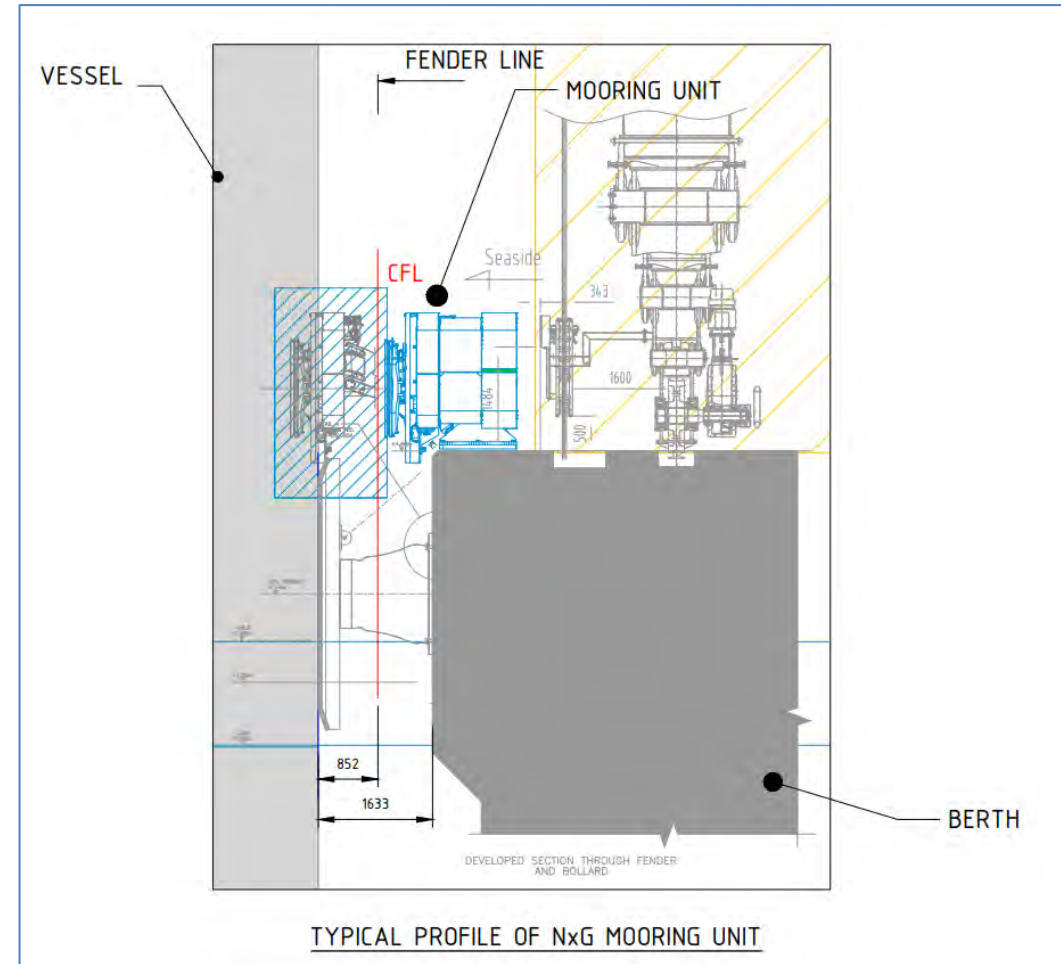 FENDER LINE
VESSEL
MOORING UNIT
CFL
Seaside
343
1600
1484
500
852
1633
BERTH
DEVELOPED SECTION THROUGH FENDER
AND BOLLARD
TYPICAL PROFILE OF NxG MOORING UNIT